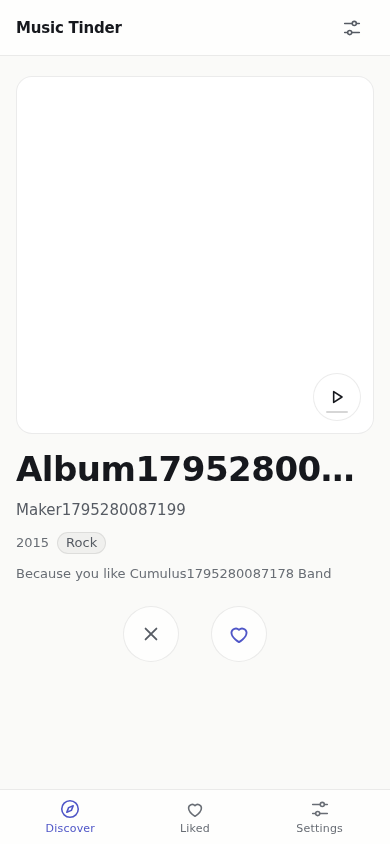 Music Tinder
Album17952800...
Maker1795280087199
2015 Rock
Because you like Cumulus1795280087178 Band
Discover Liked Settings